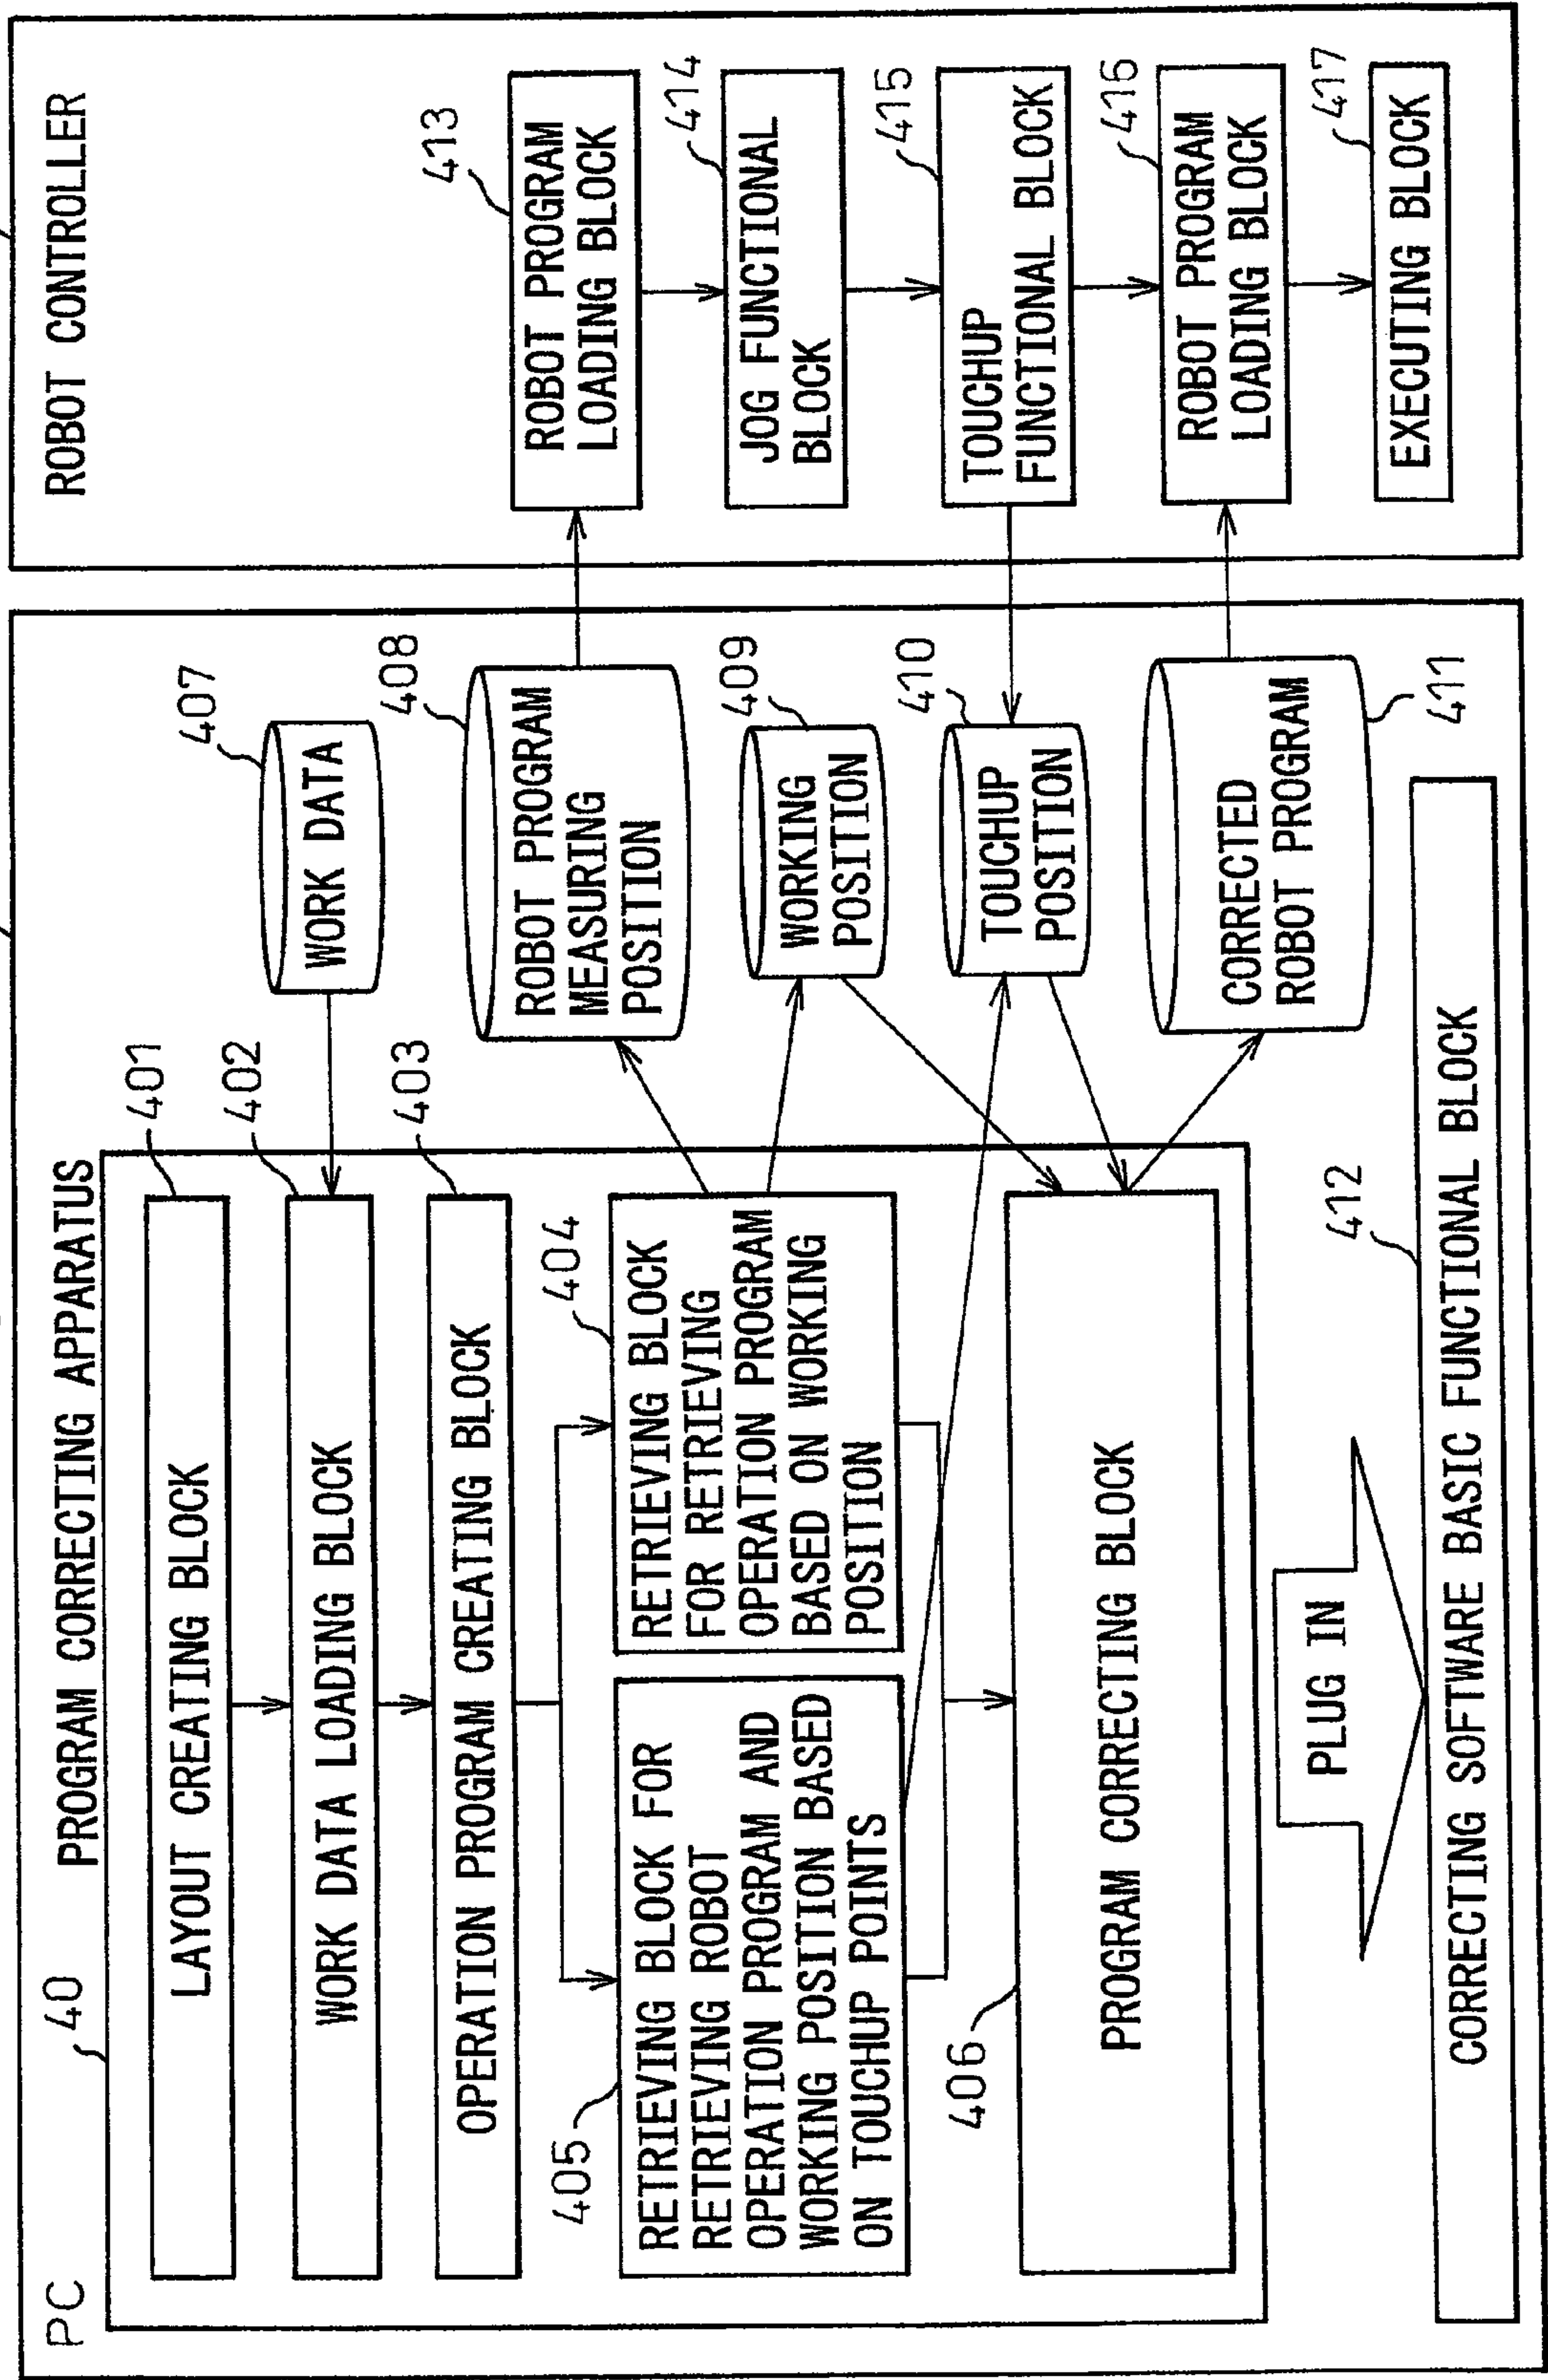 PC
40
PROGRAM CORRECTING APPARATUS
LAYOUT CREATING BLOCK
401
WORK DATA LOADING BLOCK
402
OPERATION PROGRAM CREATING BLOCK
403
405
RETRIEVING BLOCK FOR
RETRIEVING ROBOT
OPERATION PROGRAM AND
WORKING POSITION BASED
ON TOUCHUP POINTS
404
RETRIEVING BLOCK
FOR RETRIEVING
OPERATION PROGRAM
BASED ON WORKING
POSITION
406
PROGRAM CORRECTING BLOCK
PLUG IN
412
CORRECTING SOFTWARE BASIC FUNCTIONAL BLOCK
407
WORK DATA
408
ROBOT PROGRAM
MEASURING
POSITION
409
WORKING
POSITION
410
TOUCHUP
POSITION
CORRECTED
ROBOT PROGRAM
411
ROBOT CONTROLLER
413
ROBOT PROGRAM
LOADING BLOCK
414
JOG FUNCTIONAL
BLOCK
415
TOUCHUP
FUNCTIONAL BLOCK
416
ROBOT PROGRAM
LOADING BLOCK
417
EXECUTING BLOCK